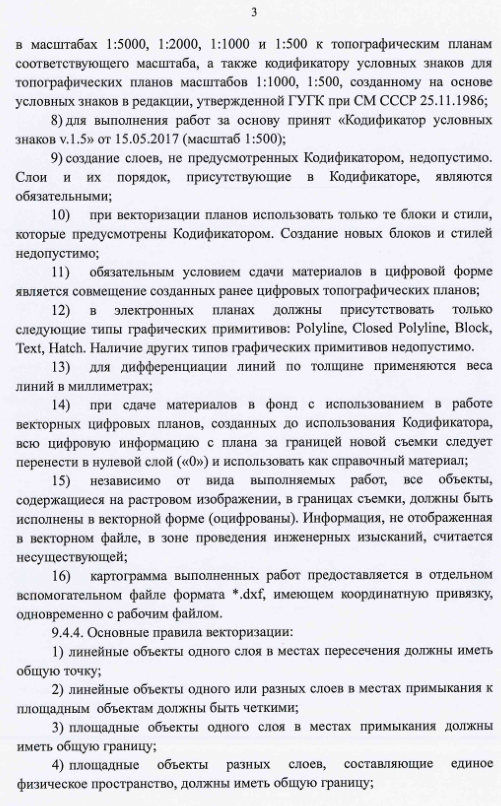 3
в масштабах 1:5000, 1:2000, 1:1000 и 1:500 к топографическим планам
соответствующего масштаба, а также кодификатору условных знаков для
топографических планов масштабов 1:1000, 1:500, созданному на основе
условных знаков в редакции, утвержденной ГУГК при СМ СССР 25.11.1986;
8) для выполнения работ за основу принят «Кодификатор условных
знаков v.1.5» от 15.05.2017 (масштаб 1:500);
9) создание слоев, не предусмотренных Кодификатором, недопустимо.
Слои и их порядок, присутствующие в Кодификаторе, являются
обязательными;
10) при векторизации планов использовать только те блоки и стили,
которые предусмотрены Кодификатором. Создание новых блоков и стилей
недопустимо;
11) обязательным условием сдачи материалов в цифровой форме
является совмещение созданных ранее цифровых топографических планов;
12) в электронных планах должны присутствовать только
следующие типы графических примитивов: Polyline, Closed Polyline, Block,
Text, Hatch. Наличие других типов графических примитивов недопустимо.
13) для дифференциации линий по толщине применяются веса
линий в миллиметрах;
14) при сдаче материалов в фонд с использованием в работе
векторных цифровых планов, созданных до использования Кодификатора,
всю цифровую информацию с плана за границей новой съемки следует
перенести в нулевой слой («0») и использовать как справочный материал;
15) независимо от вида выполняемых работ, все объекты,
содержащиеся на растровом изображении, в границах съемки, должны быть
исполнены в векторной форме (оцифрованы). Информация, не отображенная
в векторном файле, в зоне проведения инженерных изысканий, считается
несуществующей;
16) картограмма выполненных работ предоставляется в отдельном
вспомогательном файле формата *.dxf, имеющем координатную привязку,
одновременно с рабочим файлом.
9.4.4. Основные правила векторизации:
1) линейные объекты одного слоя в местах пересечения должны иметь
общую точку;
2) линейные объекты одного или разных слоев в местах примыкания к
площадным объектам должны быть четкими;
3) площадные объекты одного слоя в местах примыкания должны
иметь общую границу;
4) площадные объекты разных слоев, составляющие единое
физическое пространство, должны иметь общую границу;